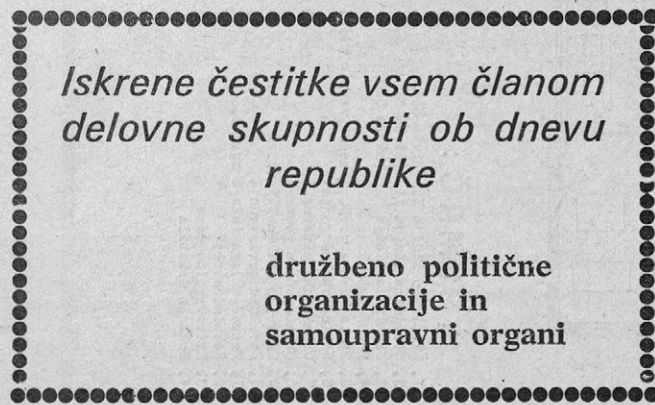 Iskrene čestitke vsem članom
delovne skupnosti ob dnevu
republike
družbeno politične
organizacije in
samoupravni organi